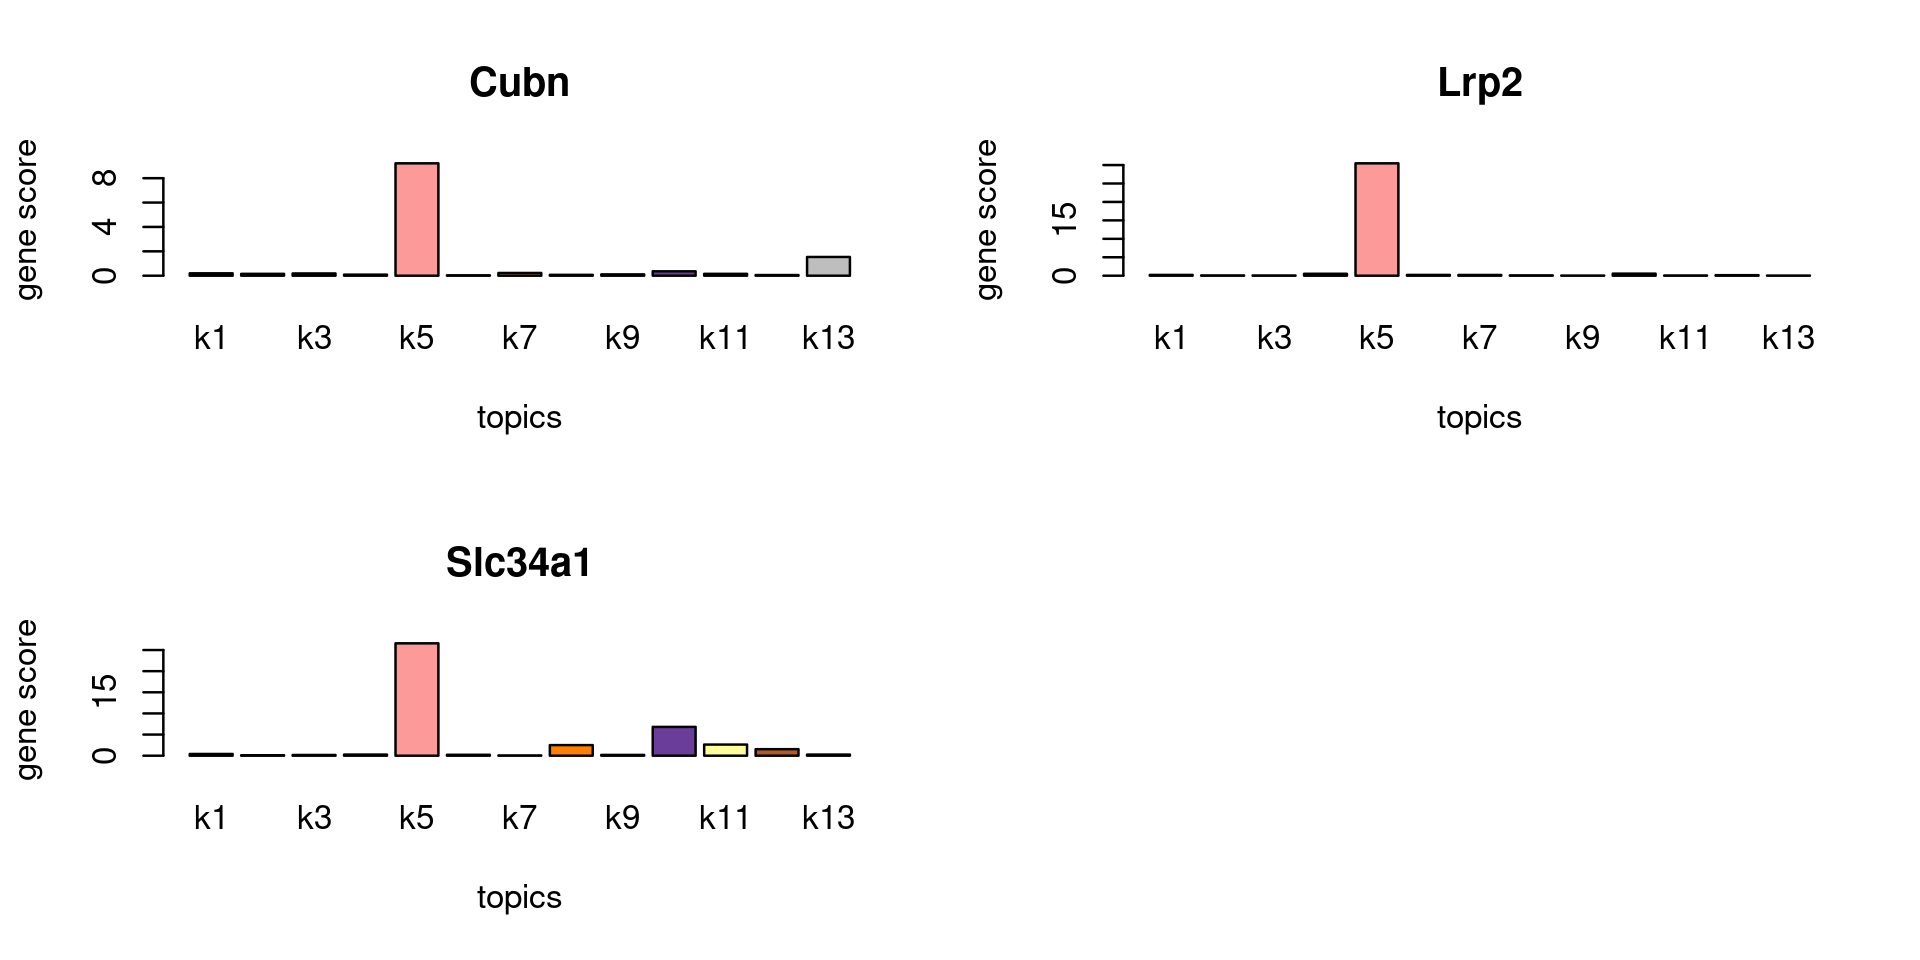 Cubn
gene score
0 4 8
k1 k3 k5 k7 k9 k11 k13
topics
Lrp2
gene score
0 15
k1 k3 k5 k7 k9 k11 k13
topics
Slc34a1
gene score
0 15
k1 k3 k5 k7 k9 k11 k13
topics